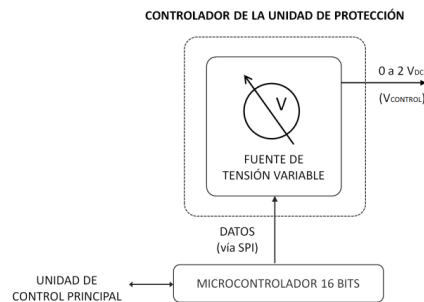 CONTROLADOR DE LA UNIDAD DE PROTECCIÓN
0 a 2 VDC
(VCONTROL)
V
FUENTE DE
TENSIÓN VARIABLE
DATOS
(vía SPI)
UNIDAD DE
CONTROL PRINCIPAL
MICROCONTROLADOR 16 BITS